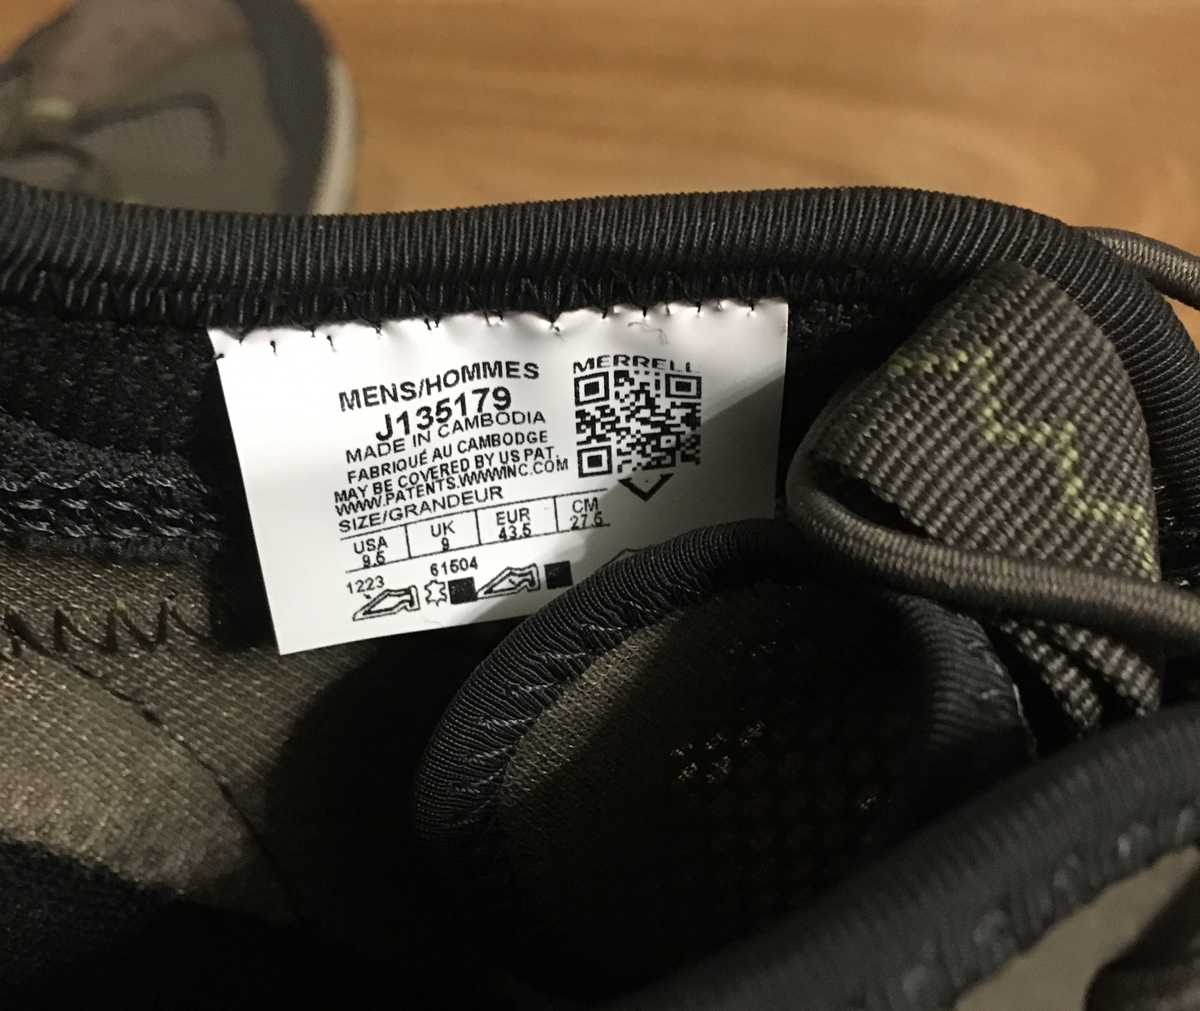 MERRELL
MENS/HOMMES
J135179
MADE IN CAMBODIA
FABRIQUÉ AU CAMBODGE
MAY BE COVERED BY US PAT.
WWW.PATENTS.WWWINC.COM
SIZE/GRANDEUR
USA UK EUR CM
9.5 9 43.5 27.5
1223 61504